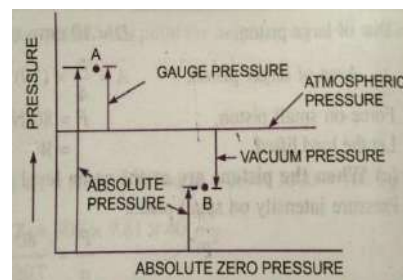 PRESSURE
A
GAUGE PRESSURE
ATMOSPHERIC
PRESSURE
VACUUM PRESSURE
ABSOLUTE
PRESSURE
B
ABSOLUTE ZERO PRESSURE